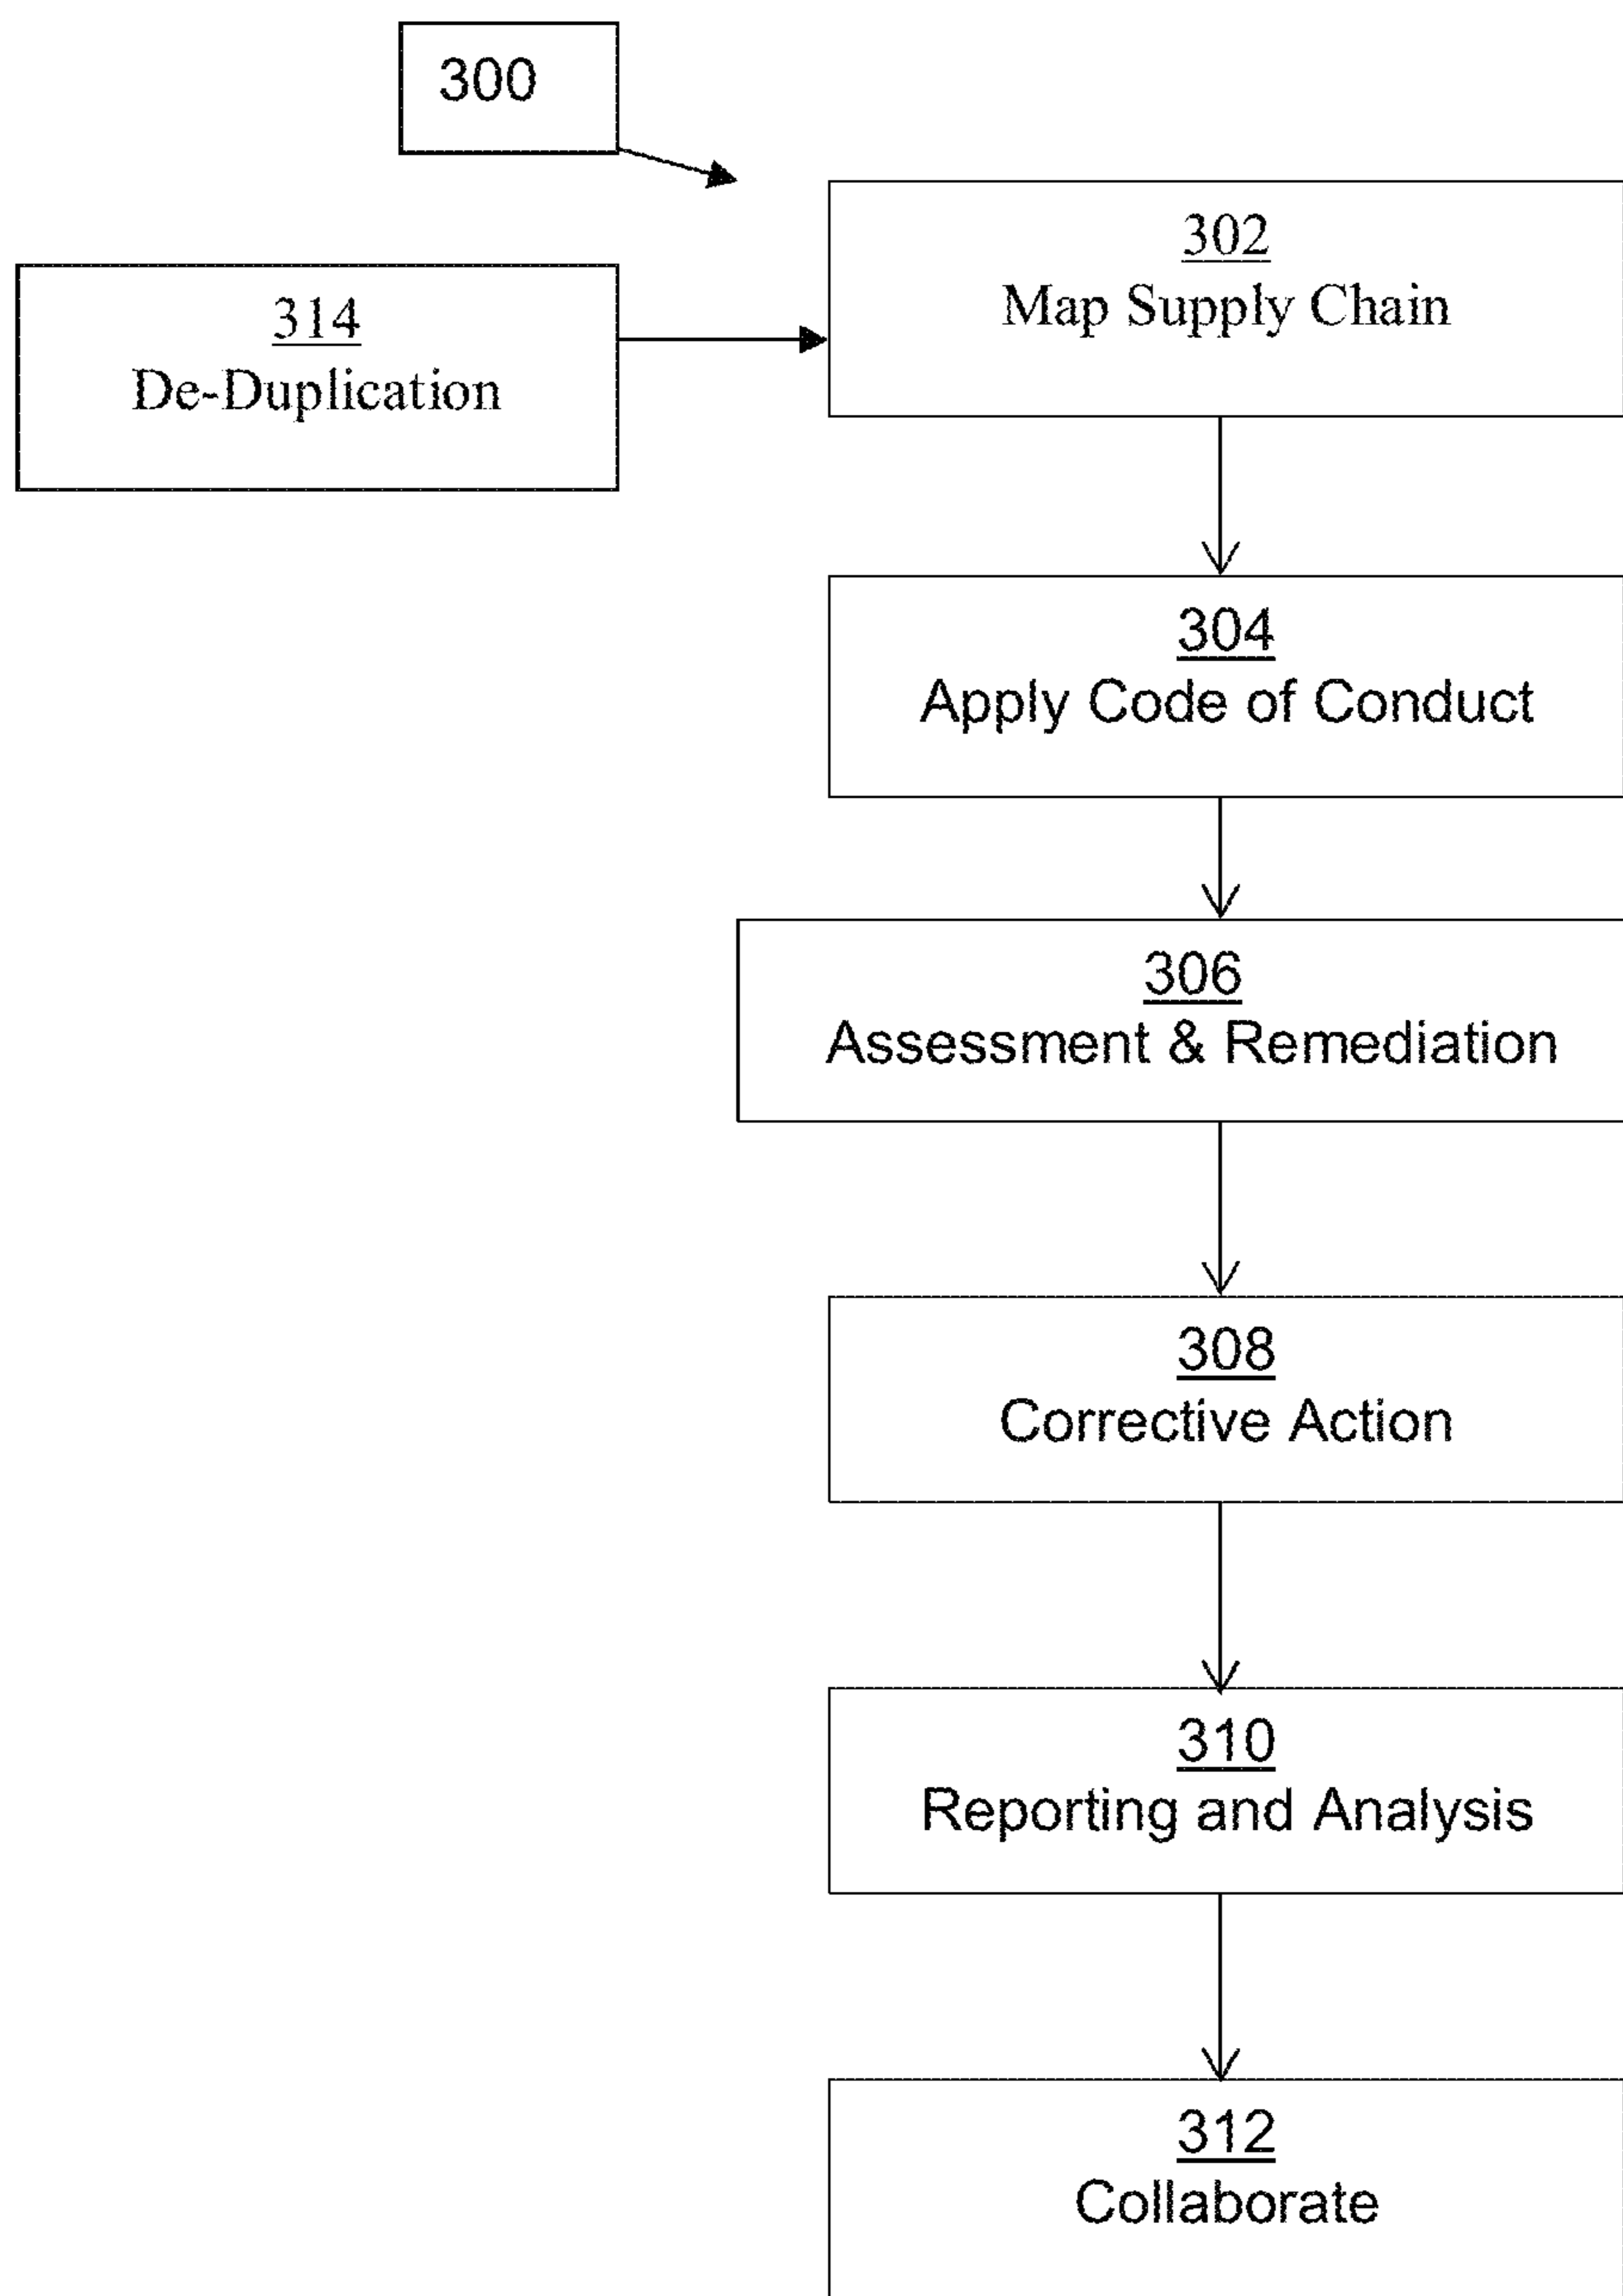 300
302
Map Supply Chain
314
De-Duplication
304
Apply Code of Conduct
306
Assessment & Remediation
308
Corrective Action
310
Reporting and Analysis
312
Collaborate